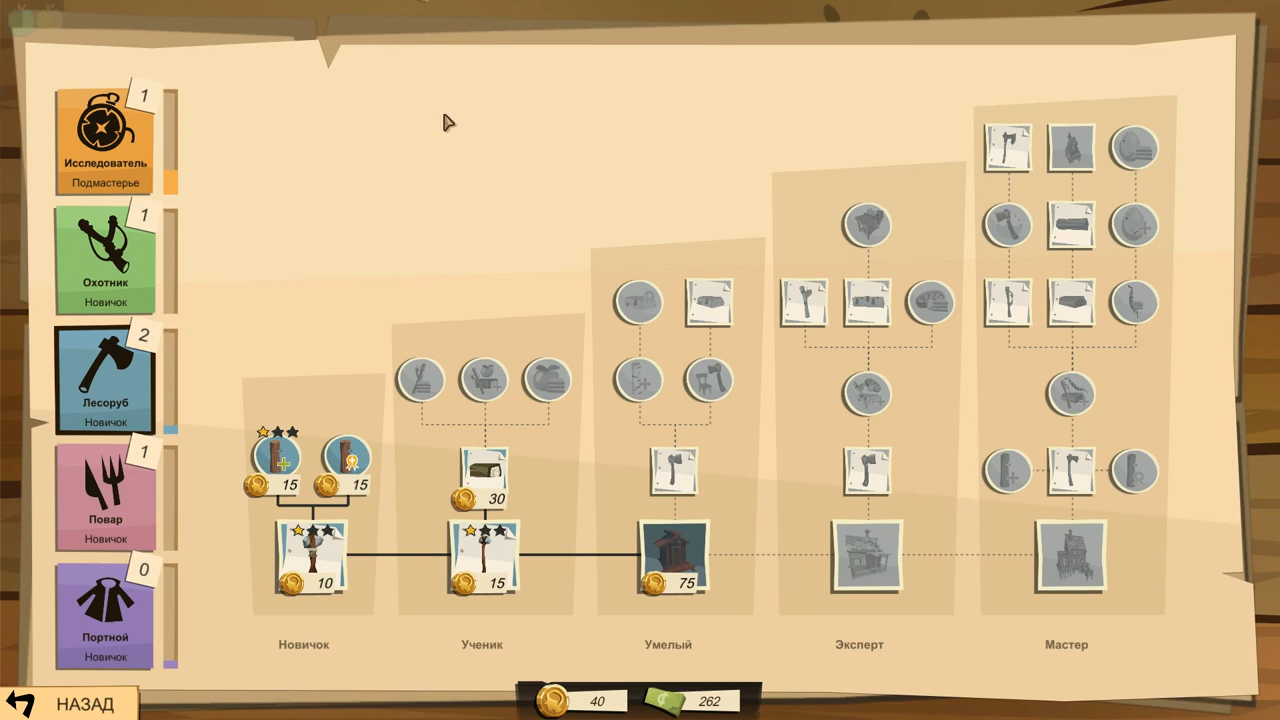 1
Исследователь
Подмастерье
1
Охотник
Новичок
2
Лесоруб
Новичок
1
Повар
Новичок
0
Портной
Новичок
15
15
10
30
15
75
Новичок
Ученик
Умелый
Эксперт
Мастер
НАЗАД
40
262